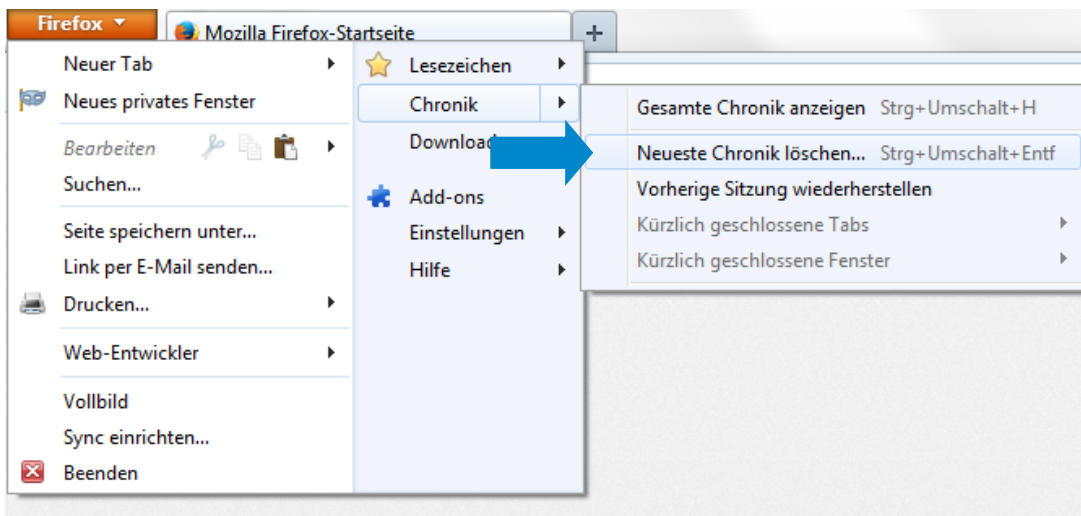 Firefox
Mozilla Firefox-Startseite
Neuer Tab
Neues privates Fenster
Bearbeiten
Suchen...
Seite speichern unter...
Link per E-Mail senden...
Drucken...
Web-Entwickler
Vollbild
Sync einrichten...
Beenden
Lesezeichen
Chronik
Download
Add-ons
Einstellungen
Hilfe
Gesamte Chronik anzeigen Strg+Umschalt+H
Neueste Chronik löschen... Strg+Umschalt+Entf
Vorherige Sitzung wiederherstellen
Kürzlich geschlossene Tabs
Kürzlich geschlossene Fenster